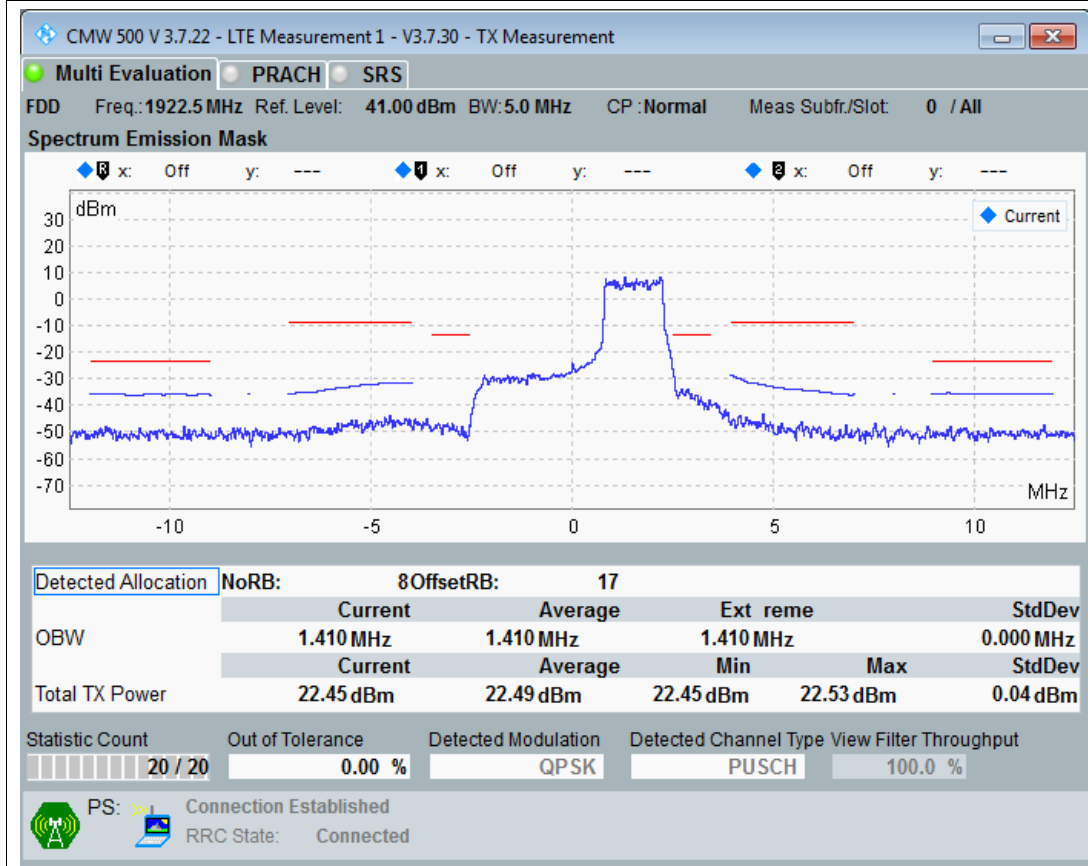 CMW 500 V 3.7.22 - LTE Measurement 1 - V3.7.30 - TX Measurement
Multi Evaluation PRACH SRS
FDD Freq.: 1922.5 MHz Ref. Level: 41.00 dBm BW: 5.0 MHz CP : Normal Meas Subfr./Slot: 0 / All
Spectrum Emission Mask
R x: Off y: --- 1 x: Off y: --- 2 x: Off y: ---
dBm
Current
30
20
10
0
-10
-20
-30
-40
-50
-60
-70
MHz
-10 -5 0 5 10
Detected Allocation NoRB: 8 OffsetRB: 17
Current Average Ext reme StdDev
OBW 1.410 MHz 1.410 MHz 1.410 MHz 0.000 MHz
Current Average Min Max StdDev
Total TX Power 22.45 dBm 22.49 dBm 22.45 dBm 22.53 dBm 0.04 dBm
Statistic Count Out of Tolerance Detected Modulation Detected Channel Type View Filter Throughput
20 / 20 0.00 % QPSK PUSCH 100.0 %
PS: Connection Established
RRC State: Connected